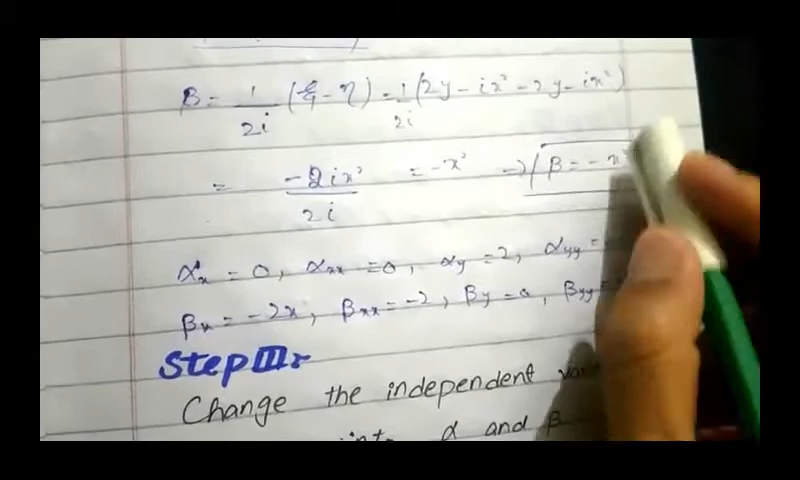 β = 1/2i (ξ - η) = 1/2i (2y - ix² - 2y - ix²)
= -2ix²/2i = -x² → β = -x
αx = 0, αxx = 0, αy = 2, αyy =
βx = -2x, βxx = -2, βy = 0, βyy =
Step III:
Change the independent
α and β